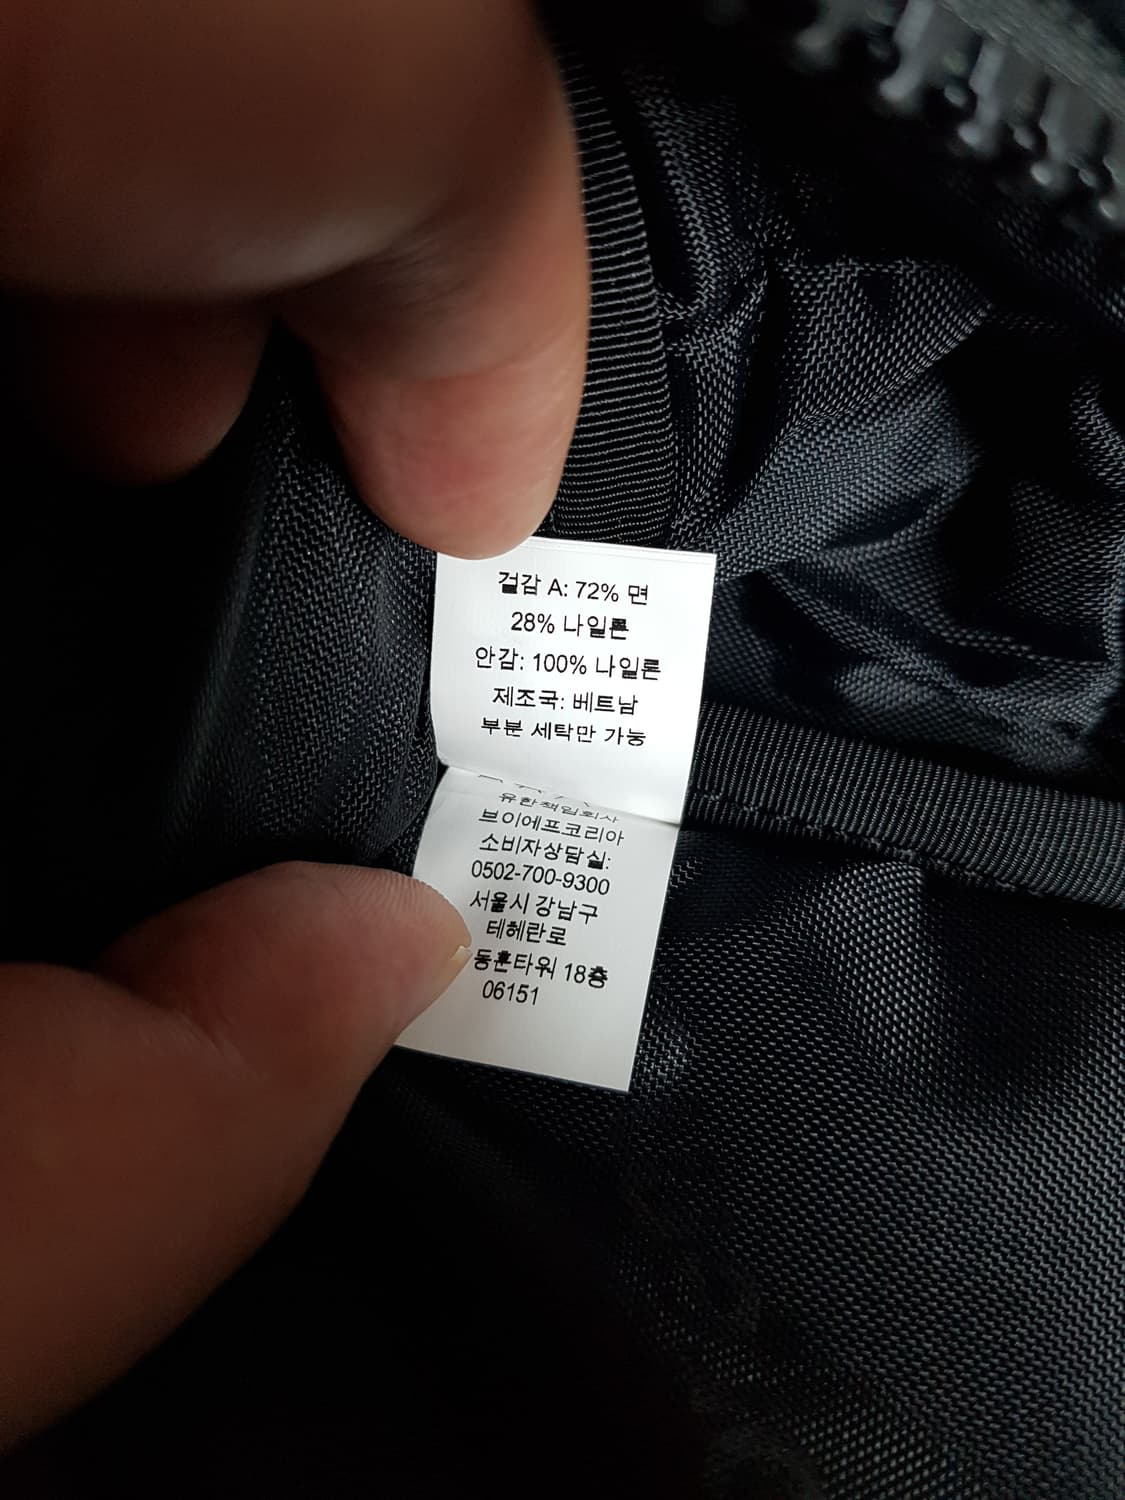 겉감 A: 72% 면
28% 나일론
안감: 100% 나일론
제조국: 베트남
부분 세탁만 가능
유한책임회사
브이에프코리아
소비자상담실:
0502-700-9300
서울시 강남구
테헤란로
동훈타워 18층
06151